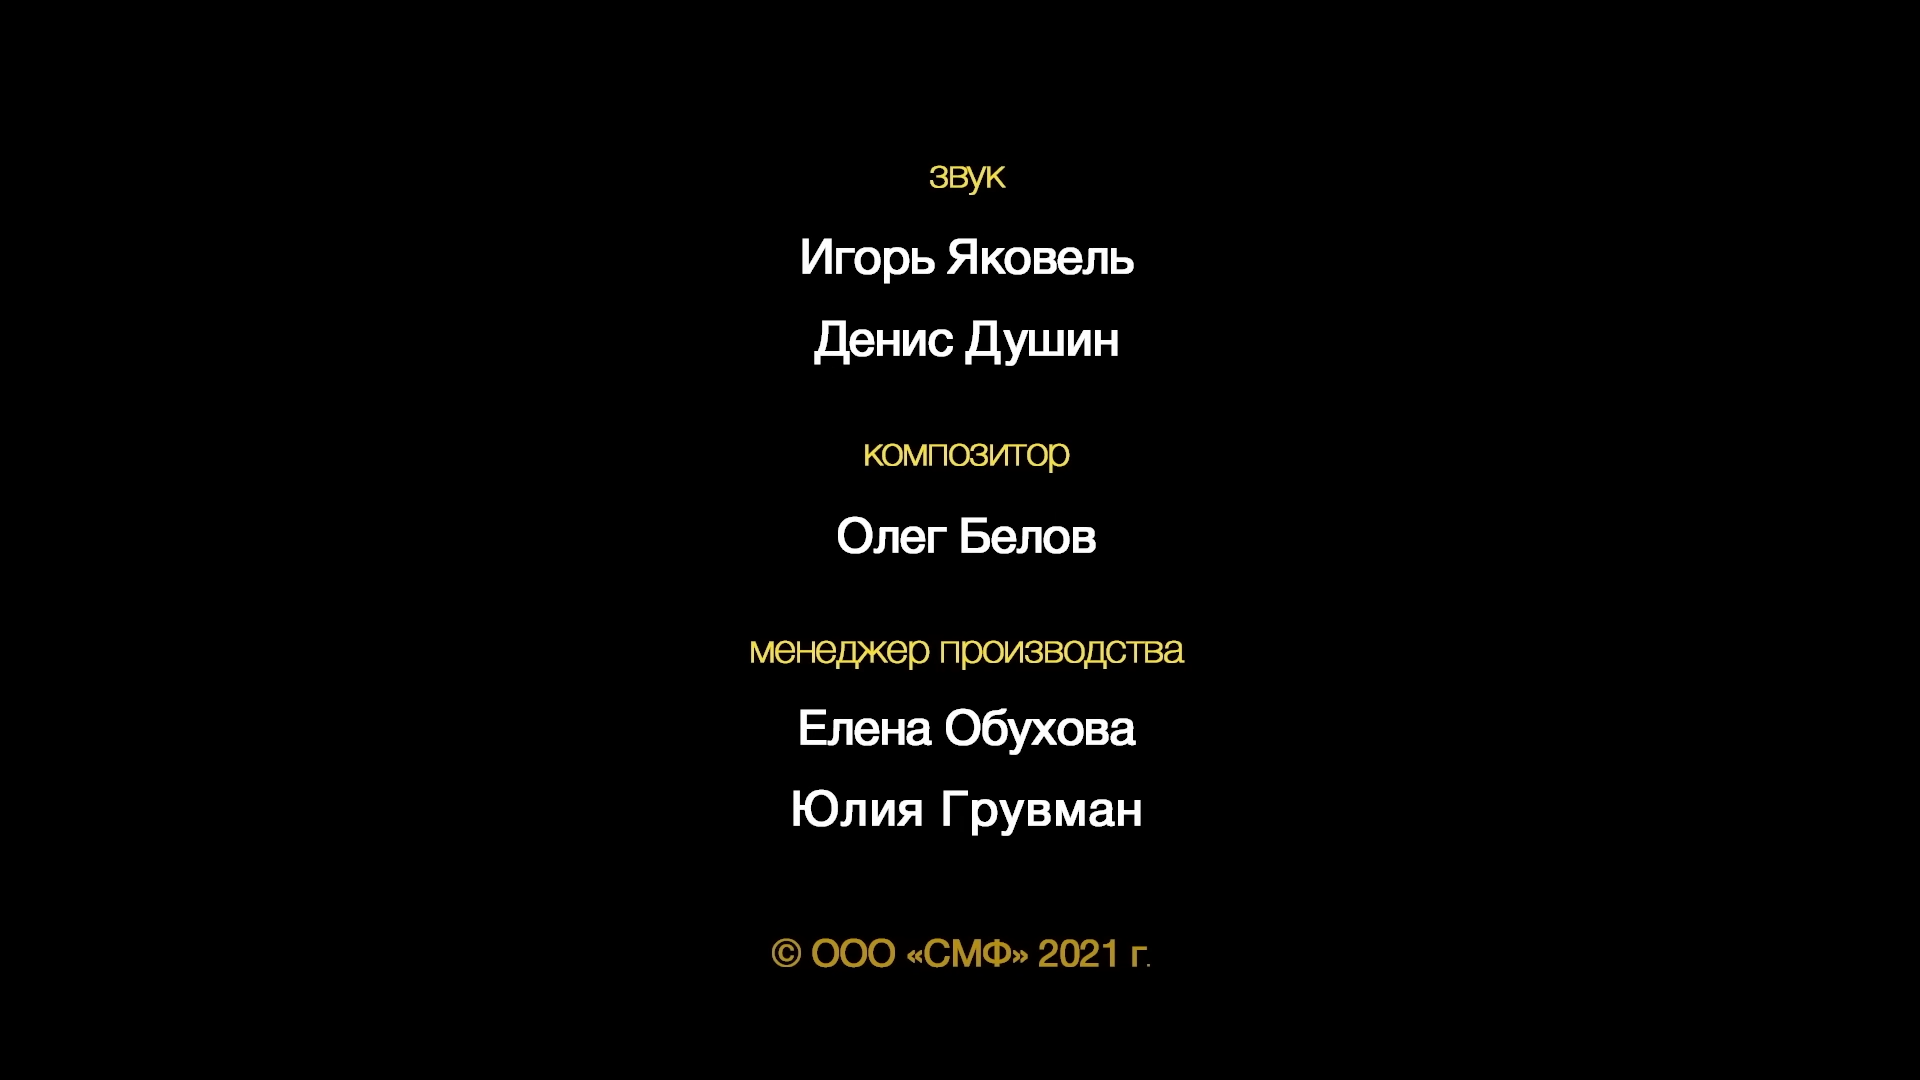 звук
Игорь Яковель
Денис Душин
композитор
Олег Белов
менеджер производства
Елена Обухова
Юлия Грувман
© ООО «СМФ» 2021 г.